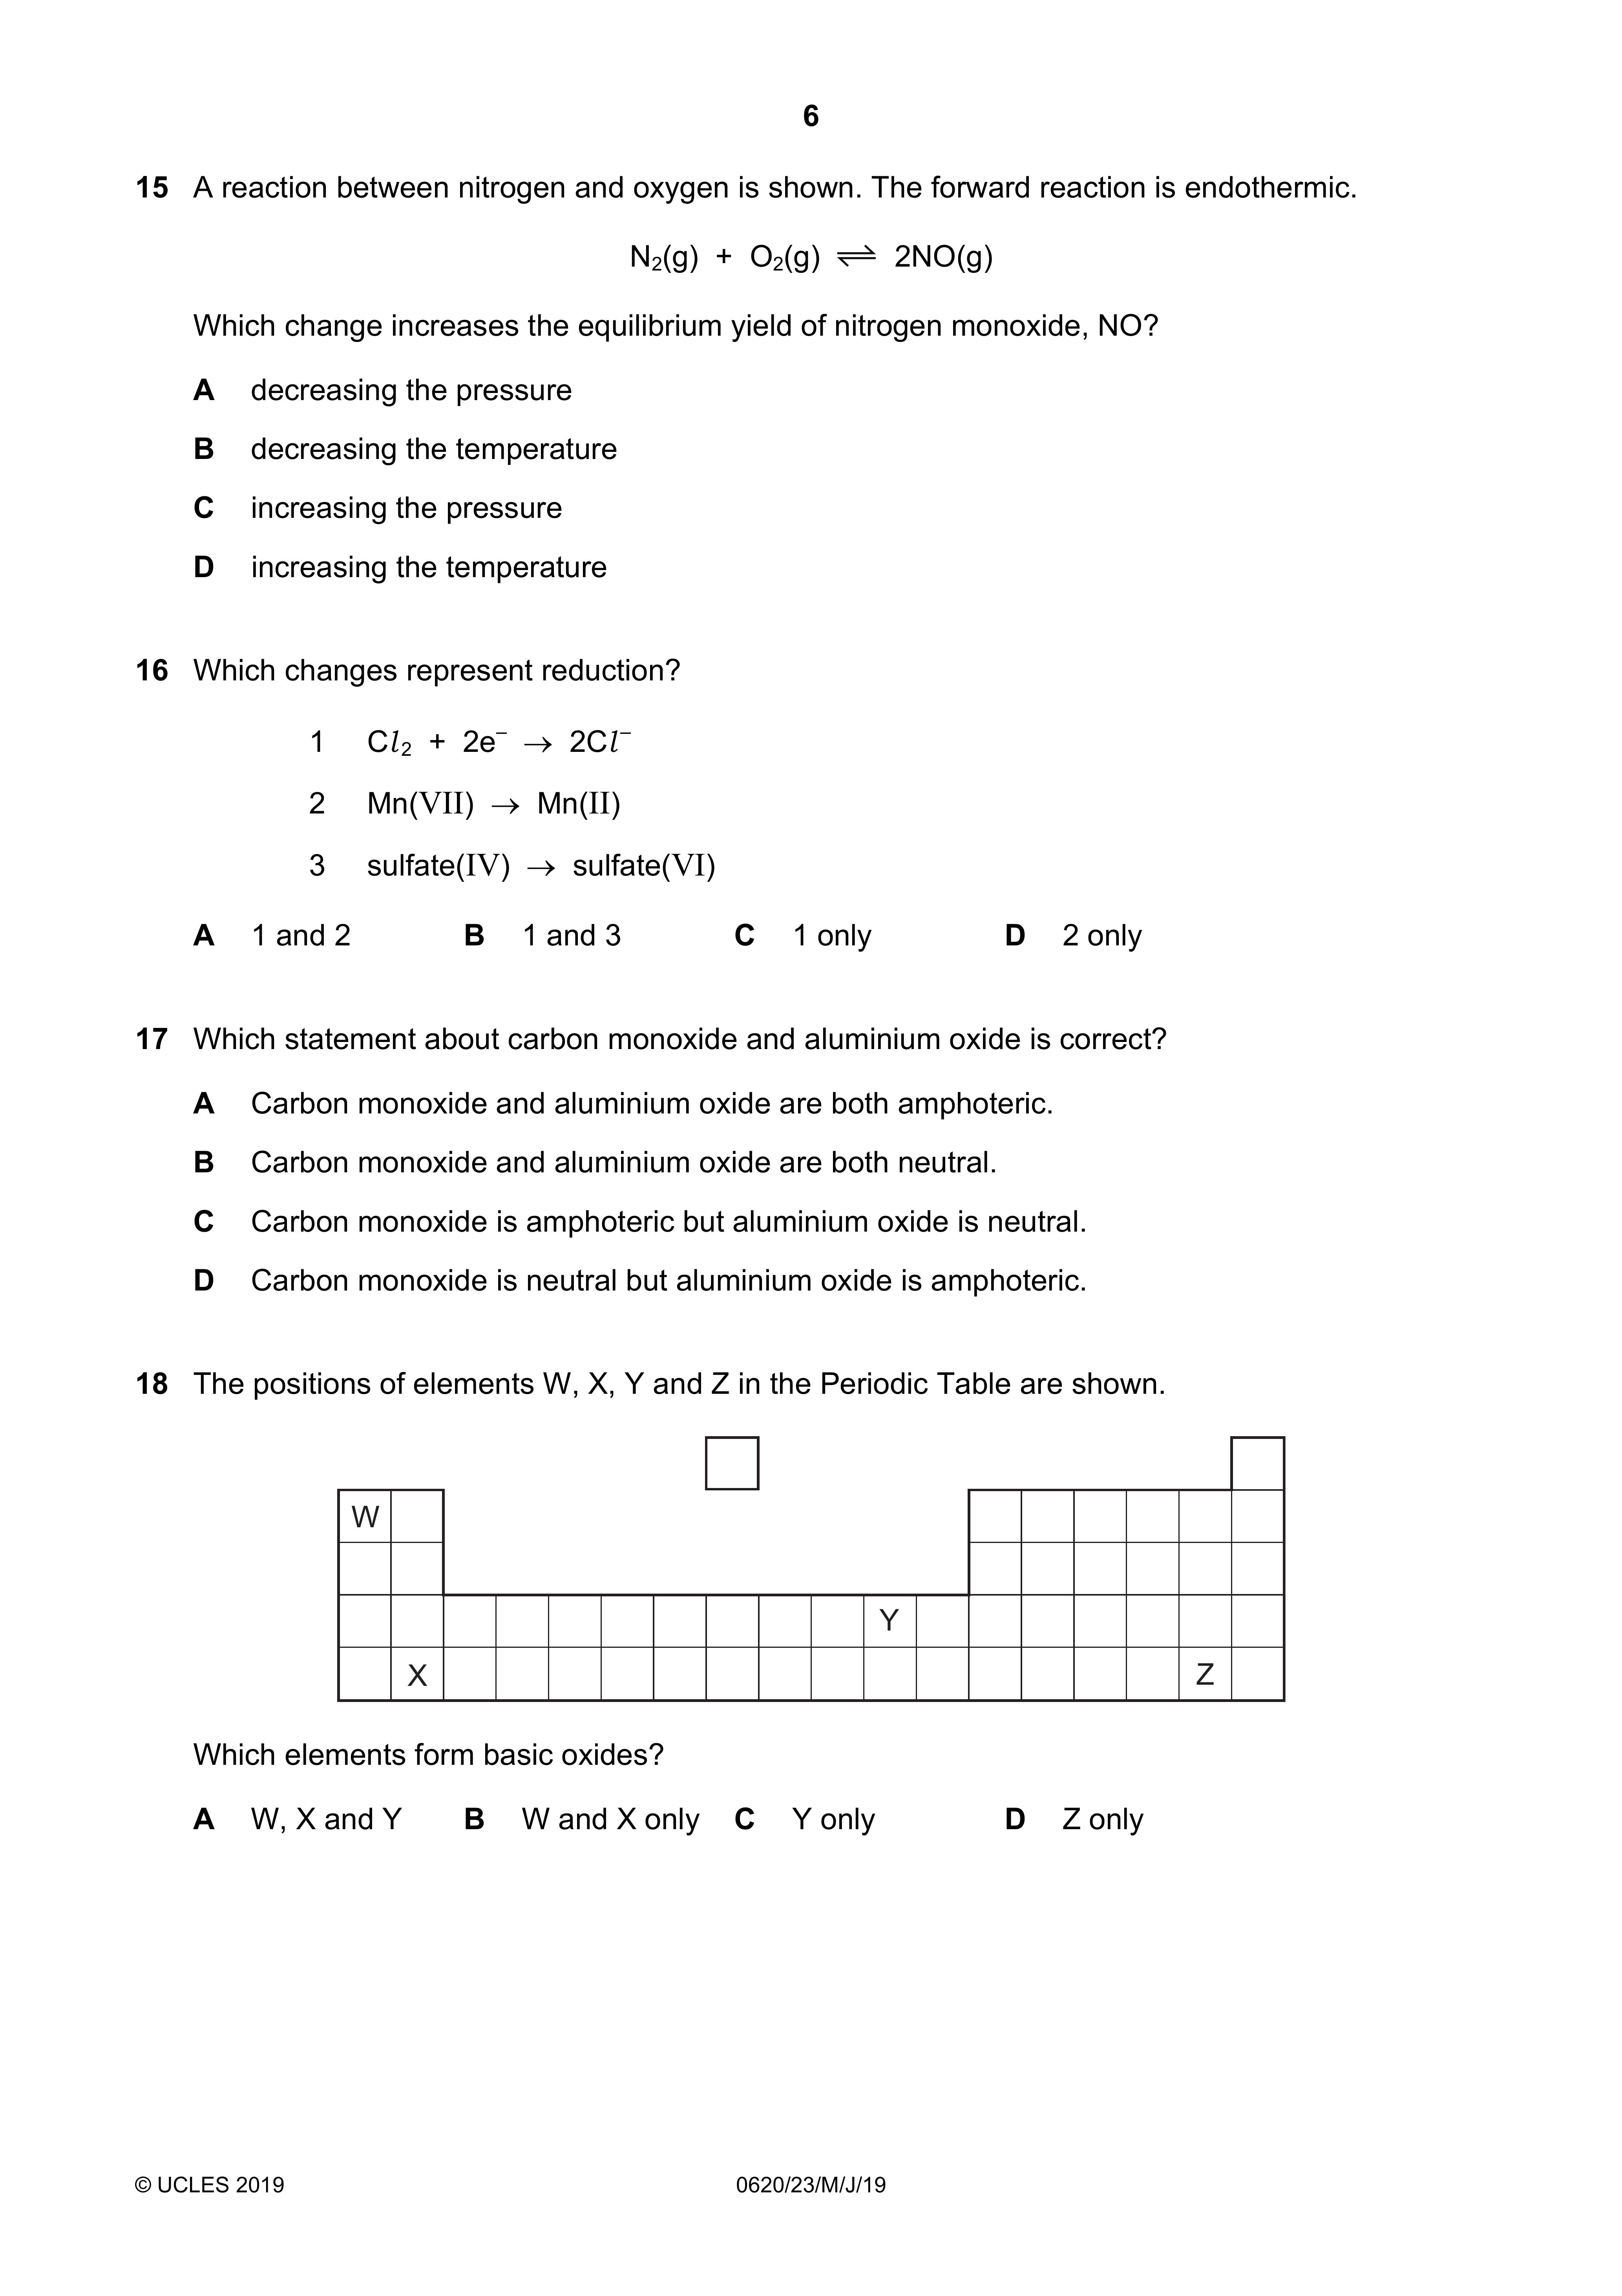 6
15 A reaction between nitrogen and oxygen is shown. The forward reaction is endothermic.
N₂(g) + O₂(g) ⇌ 2NO(g)
Which change increases the equilibrium yield of nitrogen monoxide, NO?
A decreasing the pressure
B decreasing the temperature
C increasing the pressure
D increasing the temperature
16 Which changes represent reduction?
1 Cl₂ + 2e⁻ → 2Cl⁻
2 Mn(VII) → Mn(II)
3 sulfate(IV) → sulfate(VI)
A 1 and 2 B 1 and 3 C 1 only D 2 only
17 Which statement about carbon monoxide and aluminium oxide is correct?
A Carbon monoxide and aluminium oxide are both amphoteric.
B Carbon monoxide and aluminium oxide are both neutral.
C Carbon monoxide is amphoteric but aluminium oxide is neutral.
D Carbon monoxide is neutral but aluminium oxide is amphoteric.
18 The positions of elements W, X, Y and Z in the Periodic Table are shown.
W
Y
X Z
Which elements form basic oxides?
A W, X and Y B W and X only C Y only D Z only
© UCLES 2019 0620/23/M/J/19